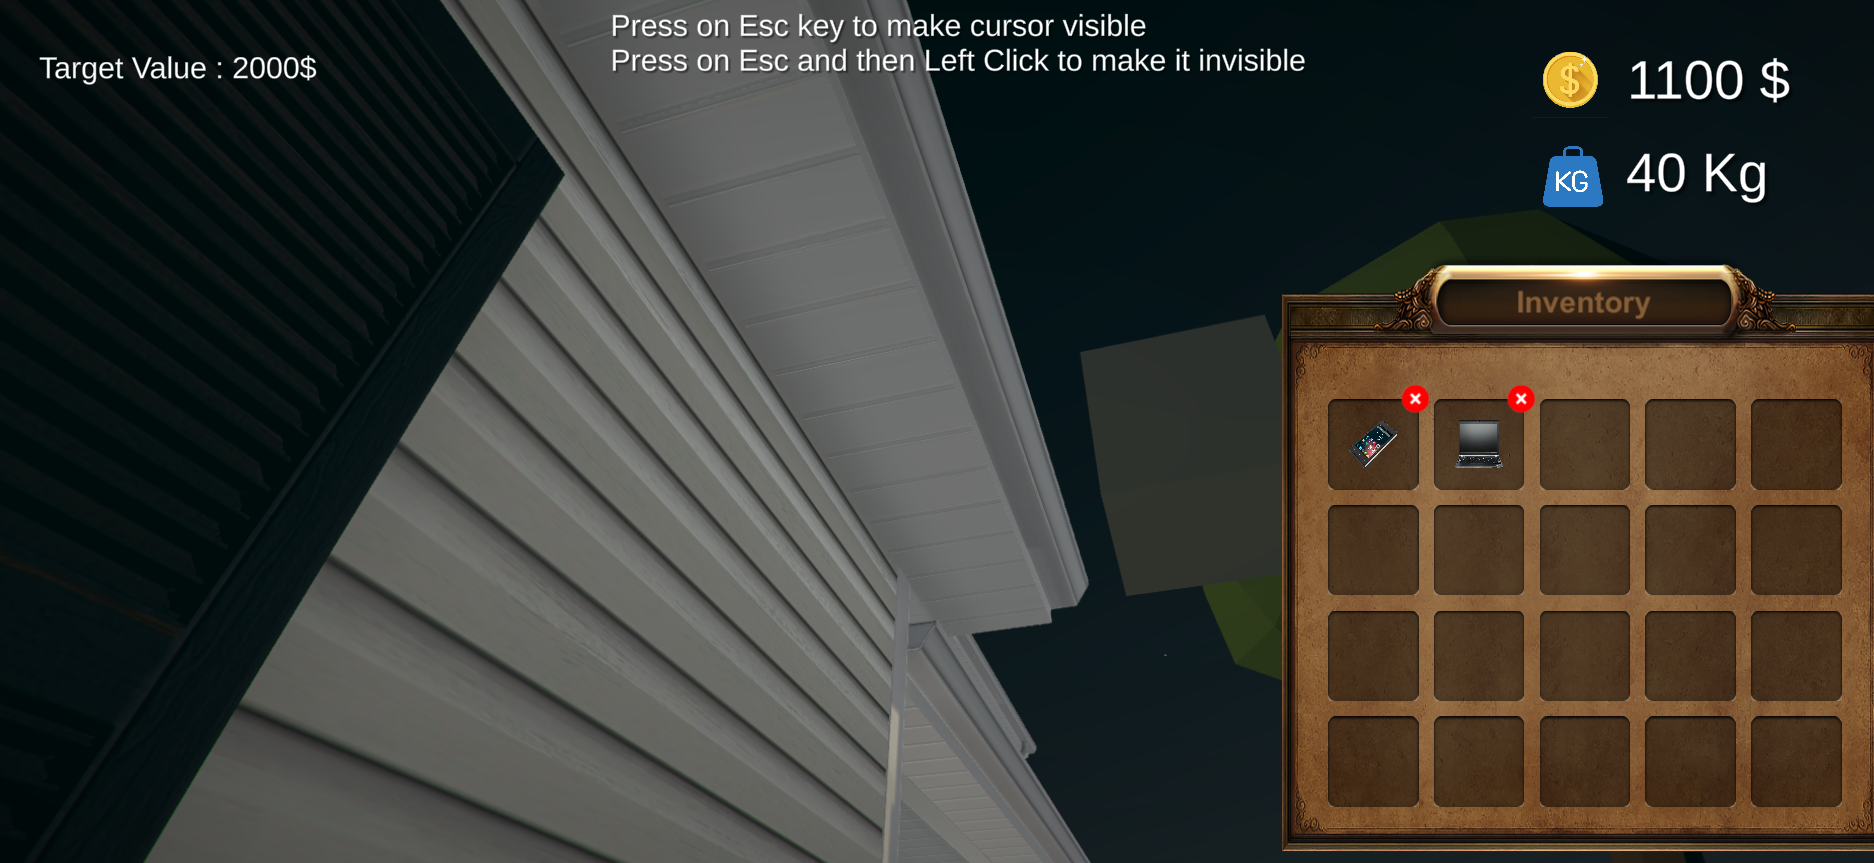 Press on Esc key to make cursor visible
Press on Esc and then Left Click to make it invisible
Target Value : 2000$
$ 1100 $
KG 40 Kg
Inventory